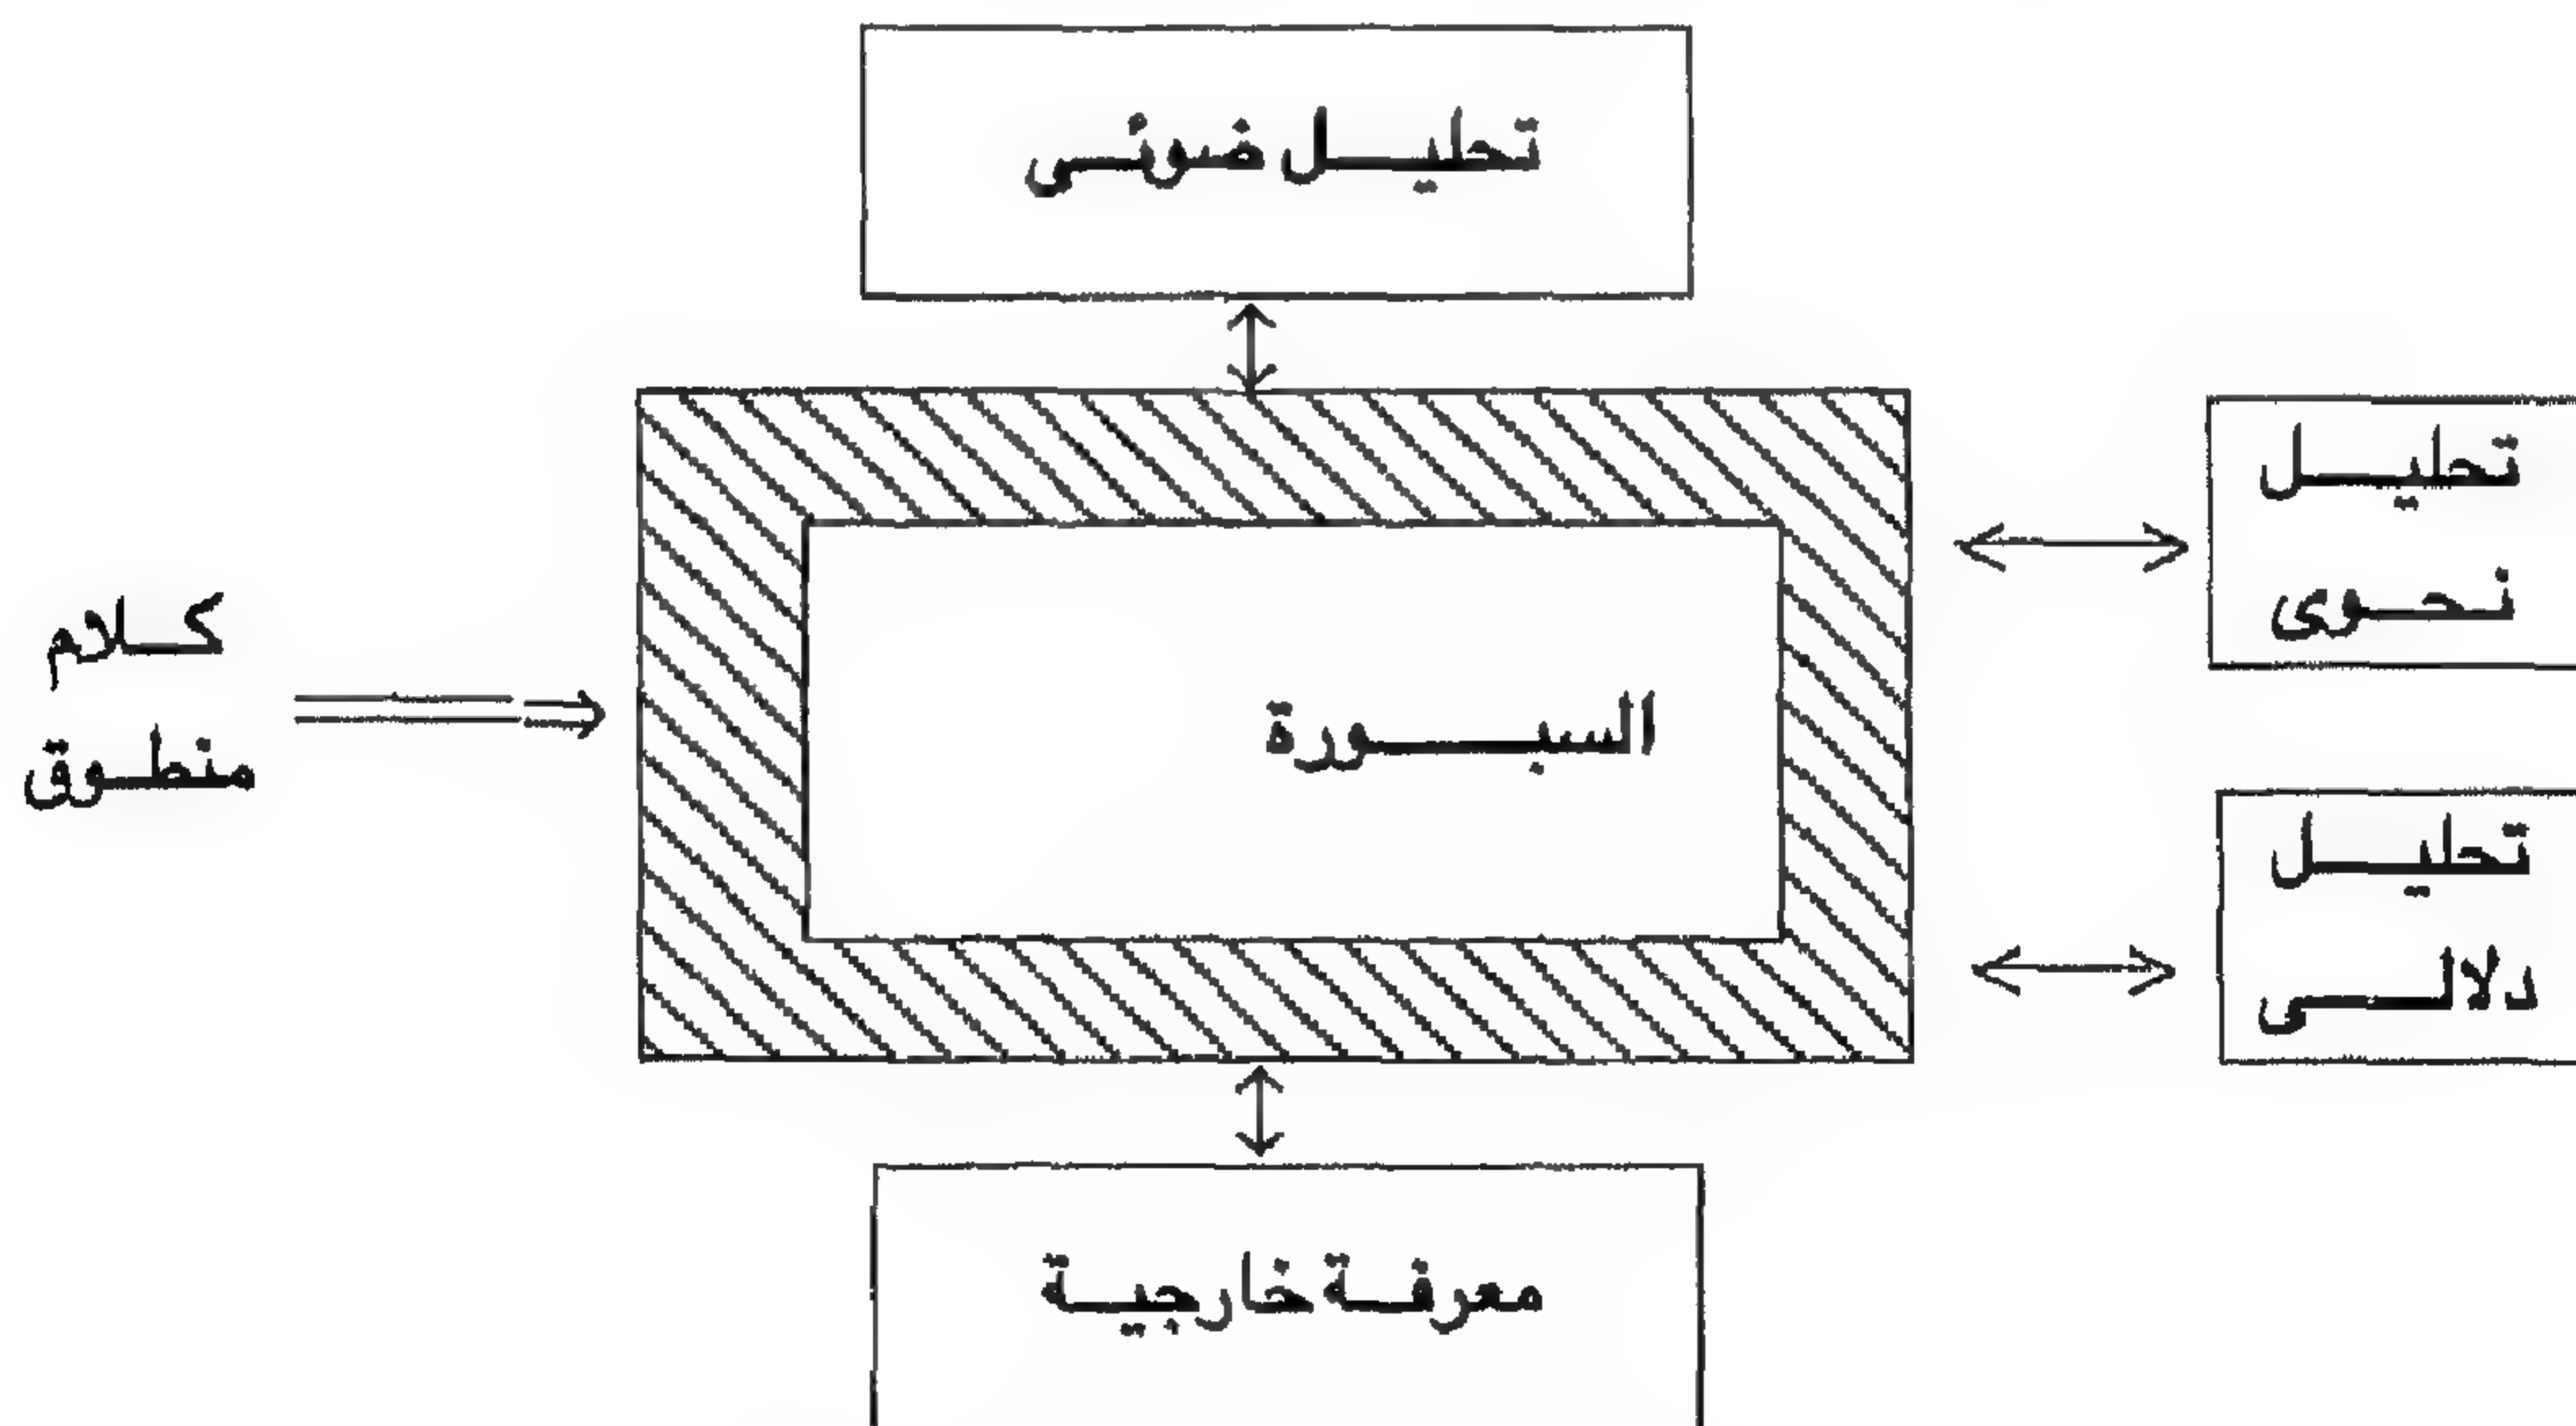 تحليل ضوئى
تحليل
نحوى
كلام
منطوق
السبورة
تحليل
دلالى
معرفة خارجية